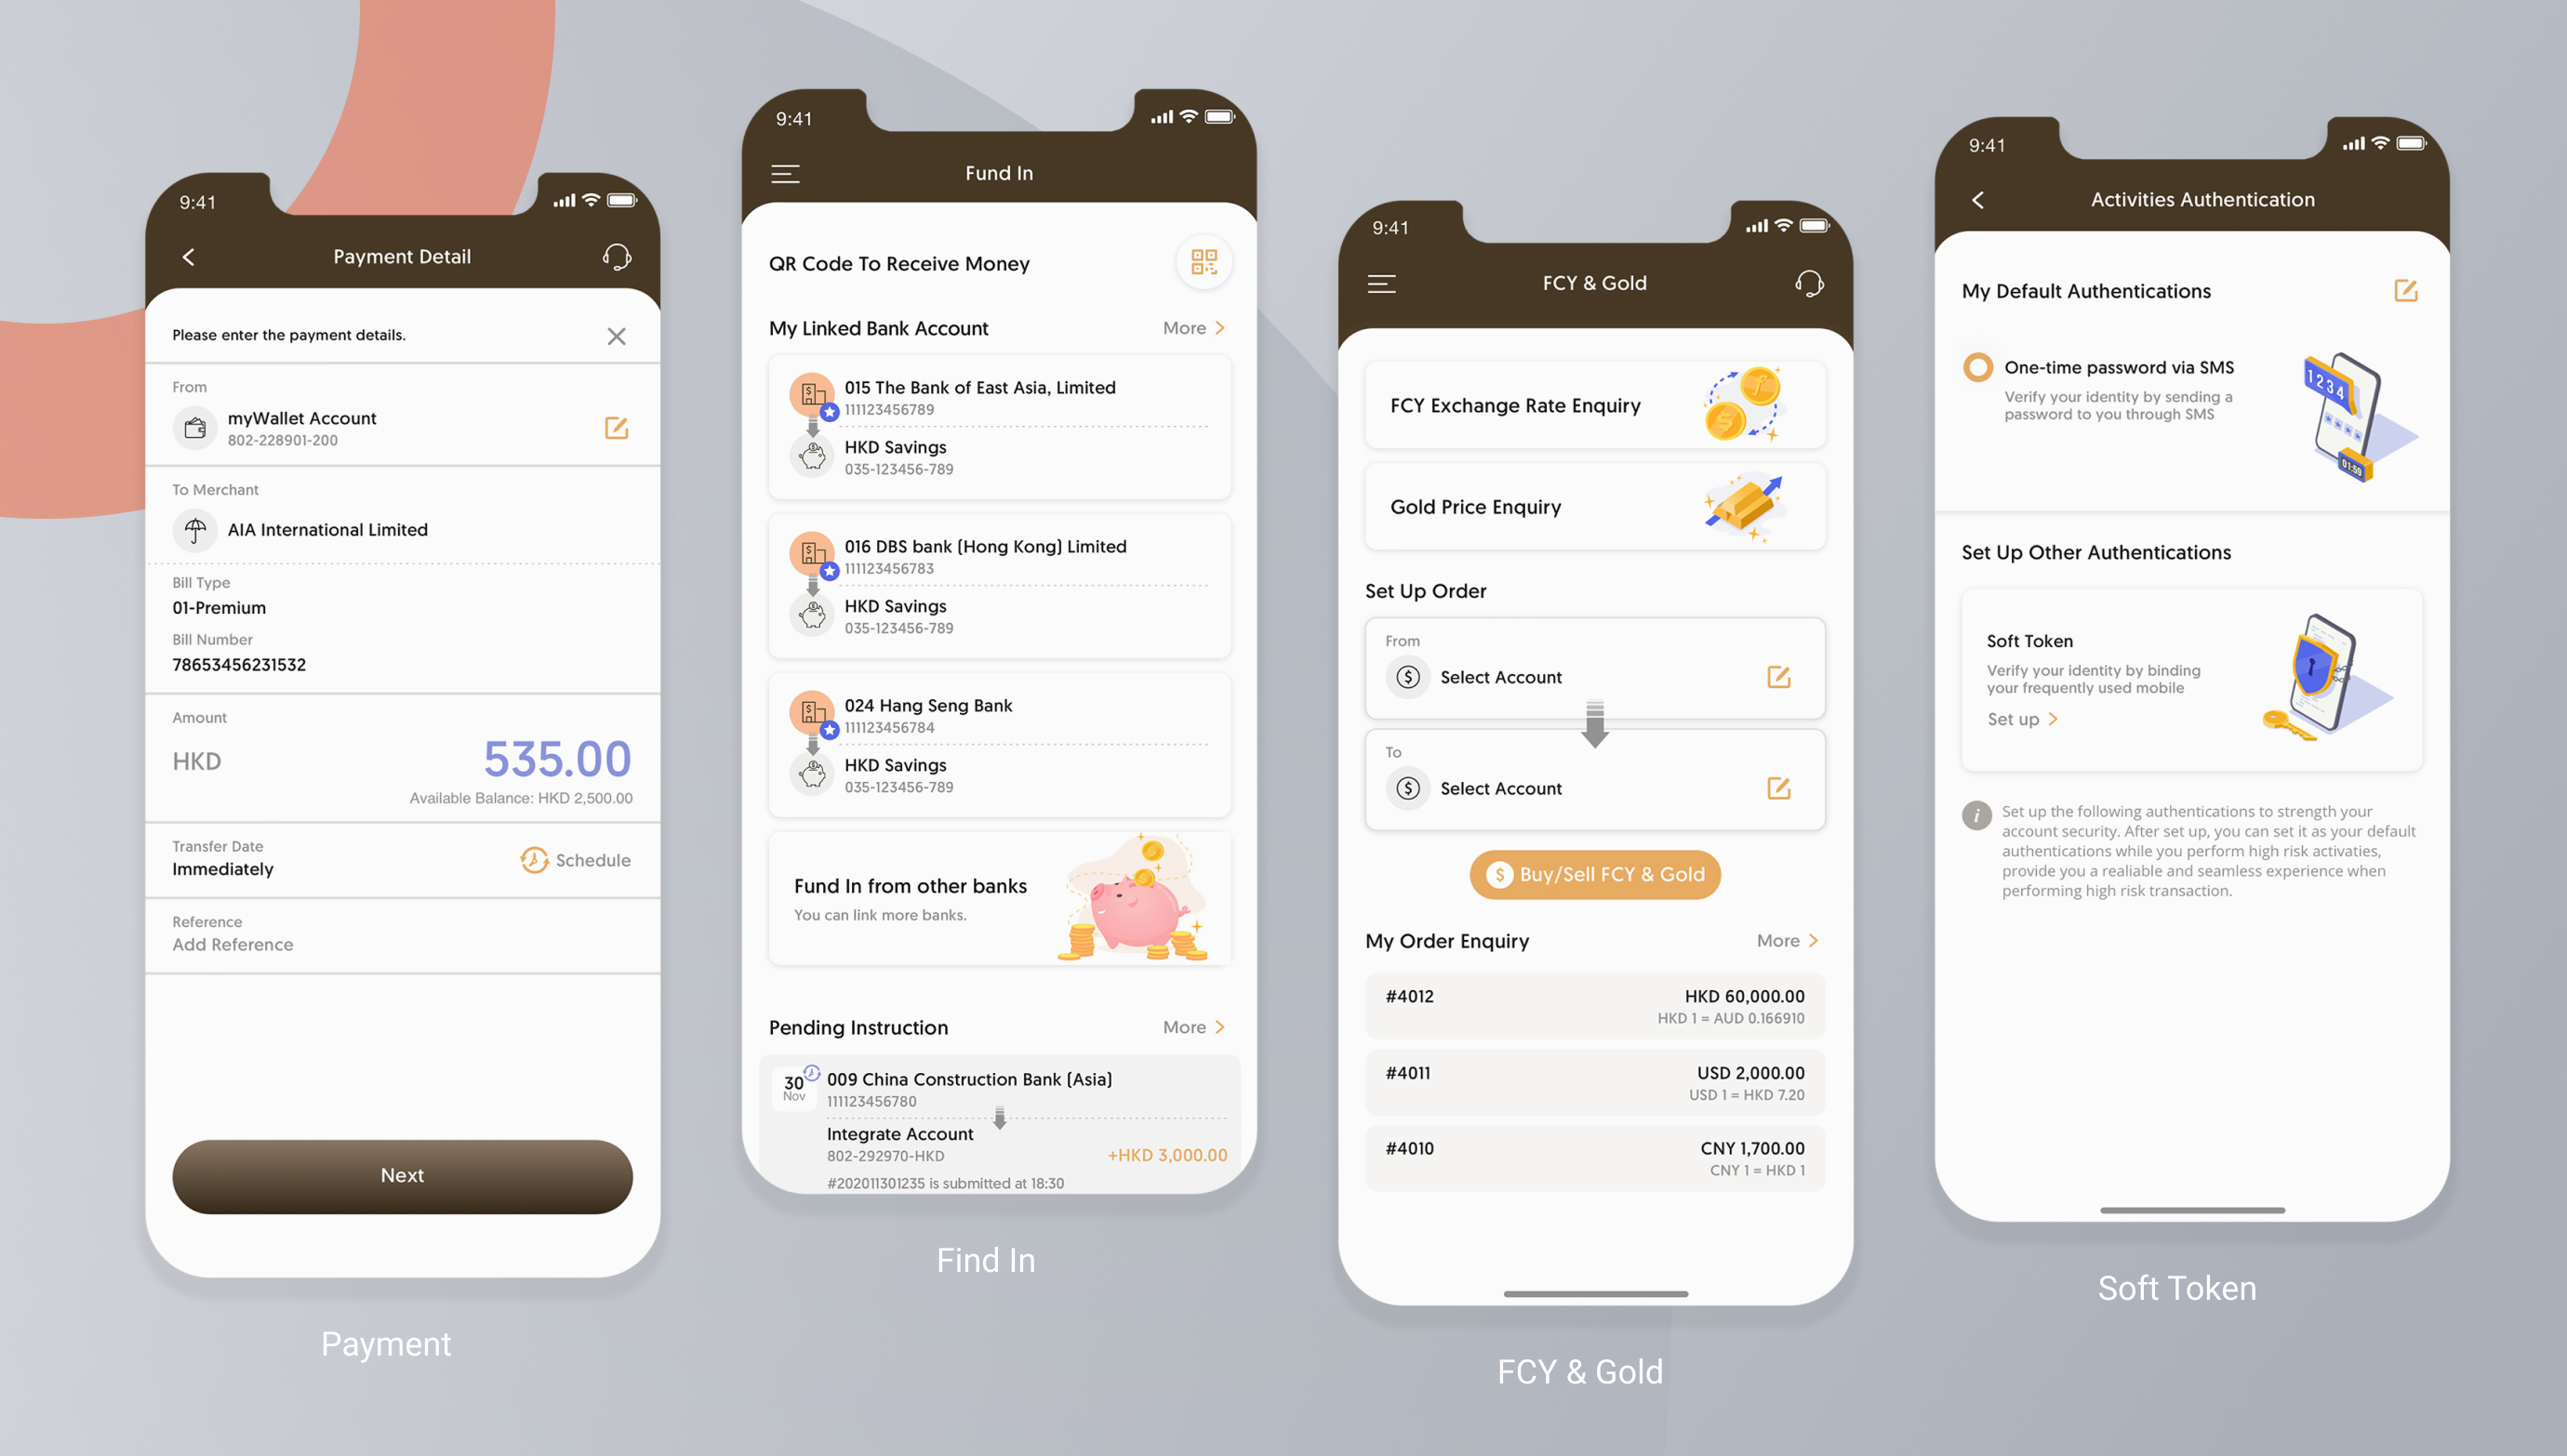 9:41
Payment Detail
Please enter the payment details.
From
myWallet Account
802-228901-200
To Merchant
AIA International Limited
Bill Type
01-Premium
Bill Number
78653456231532
Amount
HKD 535.00
Available Balance: HKD 2,500.00
Transfer Date
Immediately
Schedule
Reference
Add Reference
Next
Payment
9:41
Fund In
QR Code To Receive Money
My Linked Bank Account More
015 The Bank of East Asia, Limited
111123456789
HKD Savings
035-123456-789
016 DBS bank (Hong Kong) Limited
111123456783
HKD Savings
035-123456-789
024 Hang Seng Bank
111123456784
HKD Savings
035-123456-789
Fund In from other banks
You can link more banks.
Pending Instruction More
30
Nov
009 China Construction Bank (Asia)
111123456780
Integrate Account
802-292970-HKD
+HKD 3,000.00
#202011301235 is submitted at 18:30
Find In
9:41
FCY & Gold
FCY Exchange Rate Enquiry
Gold Price Enquiry
Set Up Order
From
Select Account
To
Select Account
Buy/Sell FCY & Gold
My Order Enquiry More
#4012 HKD 60,000.00
HKD 1 = AUD 0.166910
#4011 USD 2,000.00
USD 1 = HKD 7.20
#4010 CNY 1,700.00
CNY 1 = HKD 1
FCY & Gold
9:41
Activities Authentication
My Default Authentications
One-time password via SMS
Verify your identity by sending a
password to you through SMS
1234
01:59
Set Up Other Authentications
Soft Token
Verify your identity by binding
your frequently used mobile
Set up
Set up the following authentications to strength your
account security. After set up, you can set it as your default
authentications while you perform high risk activaties,
provide you a realiable and seamless experience when
performing high risk transaction.
Soft Token